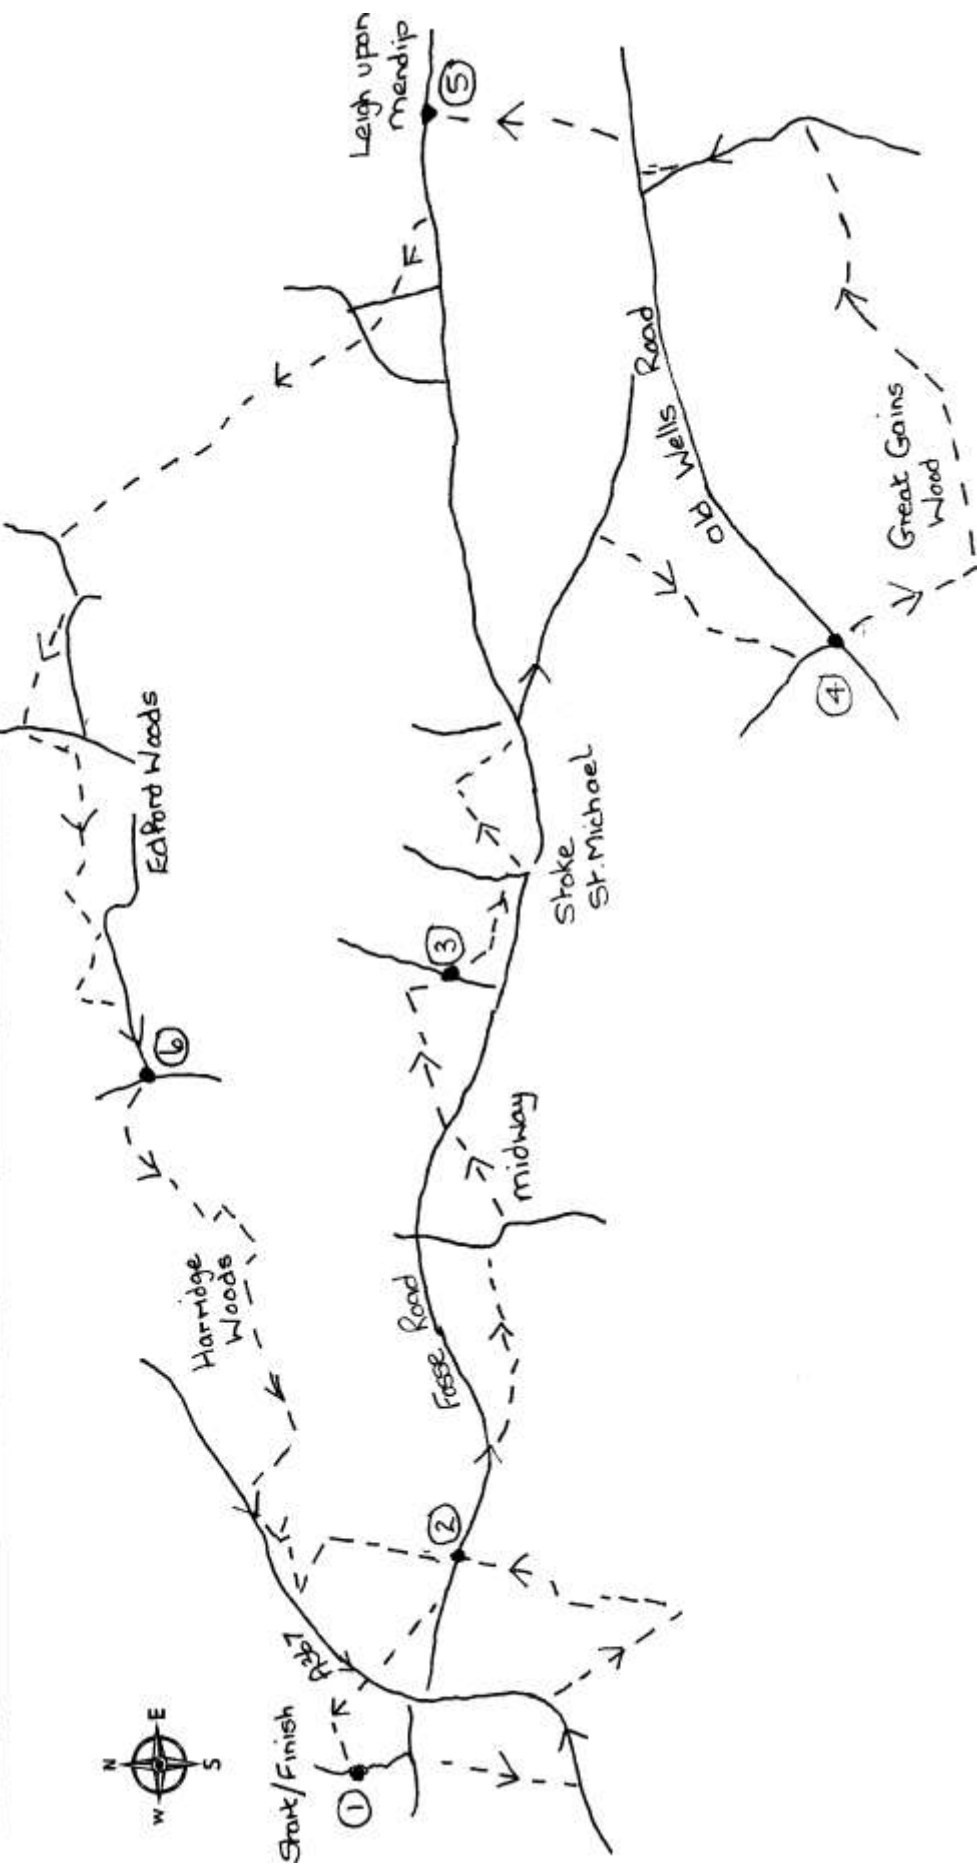 Leigh upon
Mendip
5
Old Wells Road
Great Gains
Wood
4
Edford Woods
Stoke
St. Michael
3
6
midway
Harridge
Woods
Fosse Road
2
A367
Start/Finish
1
N
E
S
W